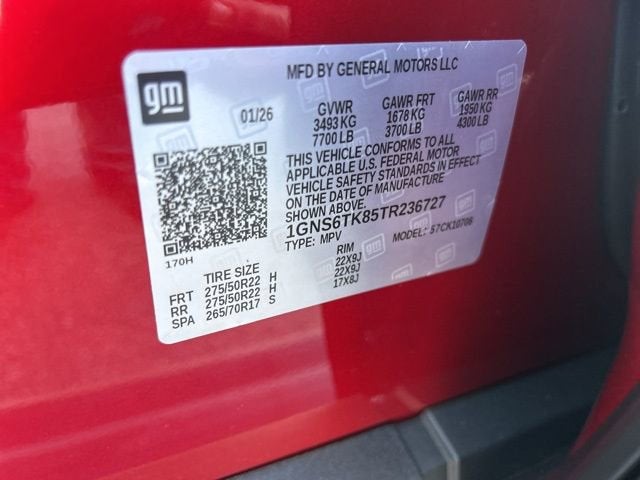 gm
MFD BY GENERAL MOTORS LLC
01/26
GVWR GAWR FRT GAWR RR
3493 KG 1678 KG 1950 KG
7700 LB 3700 LB 4300 LB
THIS VEHICLE CONFORMS TO ALL
APPLICABLE U.S. FEDERAL MOTOR
VEHICLE SAFETY STANDARDS IN EFFECT
ON THE DATE OF MANUFACTURE
SHOWN ABOVE.
1GNS6TK85TR236727
TYPE: MPV MODEL: 57CK10706
170H
TIRE SIZE RIM
FRT 275/50R22 H 22X9J
RR 275/50R22 H 22X9J
SPA 265/70R17 S 17X8J